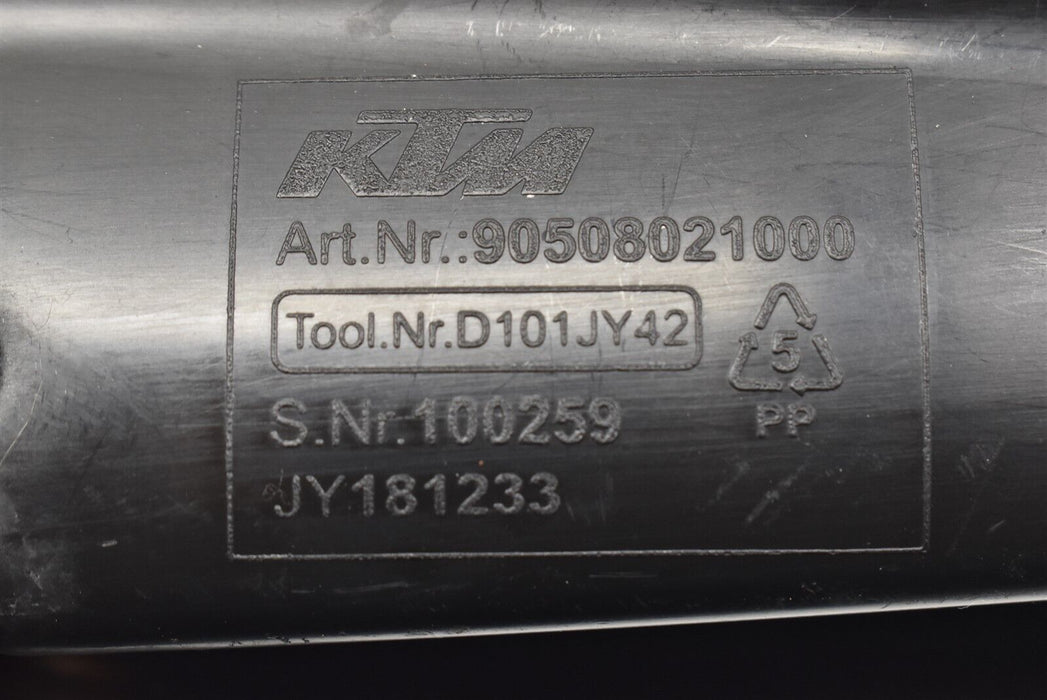 KTM
Art.Nr.:90508021000
Tool.Nr.D101JY42
5
PP
S.Nr.100259
JY181233